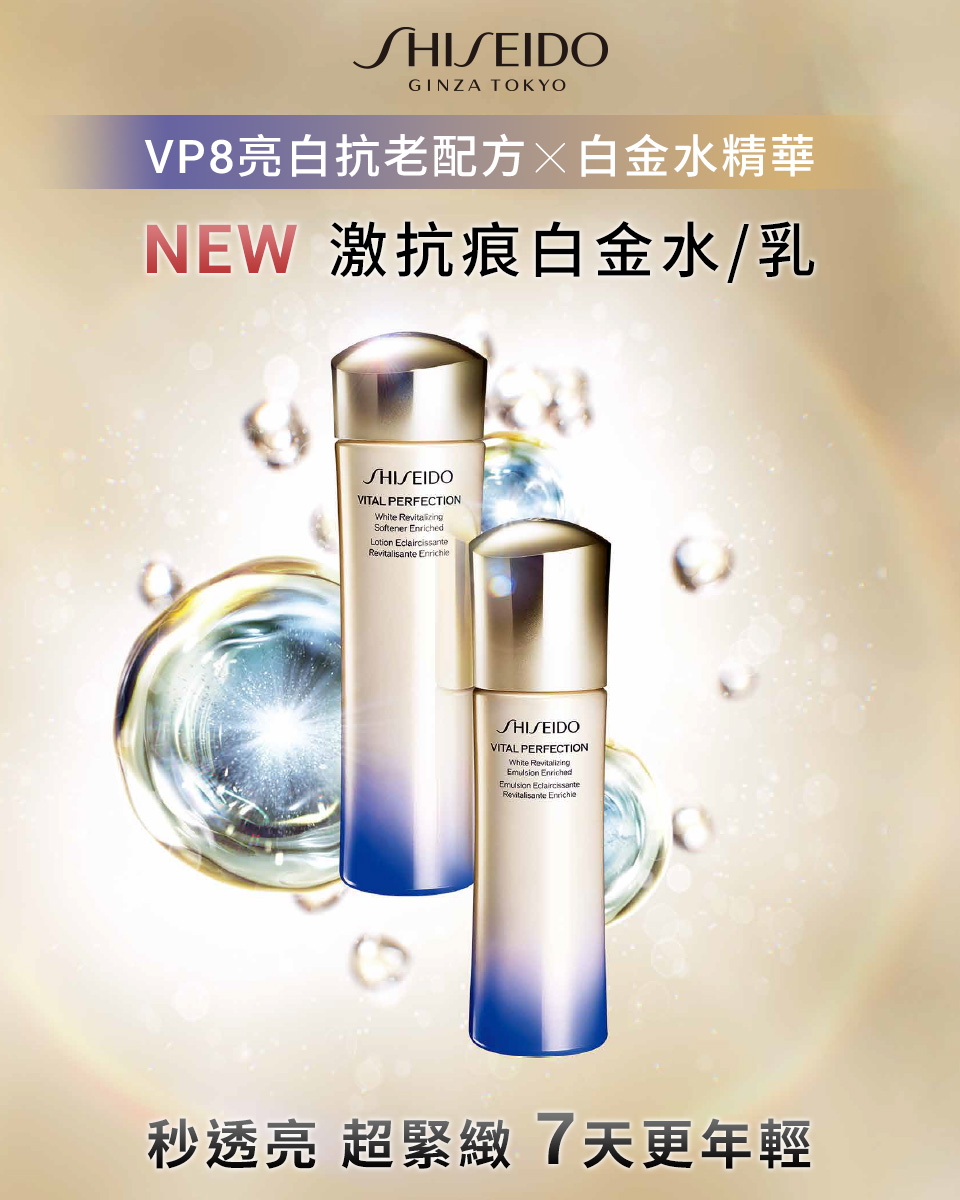 SHISEIDO
GINZA TOKYO
VP8亮白抗老配方×白金水精華
NEW 激抗痕白金水/乳
SHISEIDO
VITAL PERFECTION
White Revitalizing
Softener Enriched
Lotion Eclaircissante
Revitalisante Enrichie
SHISEIDO
VITAL PERFECTION
White Revitalizing
Emulsion Enriched
Emulsion Eclaircissante
Revitalisante Enrichie
秒透亮 超緊緻 7天更年輕